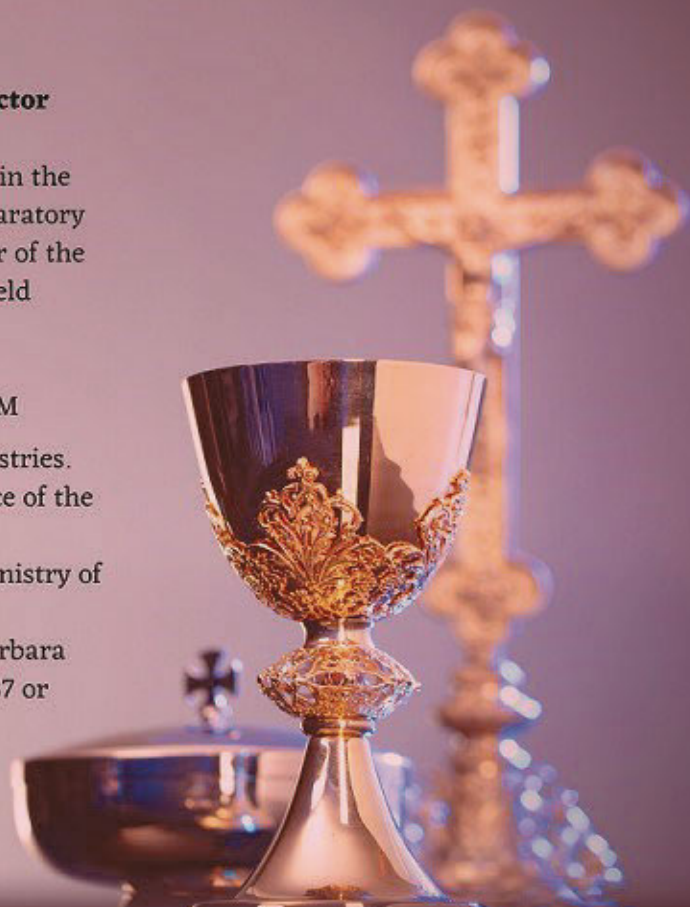 ctor
in the
aratory
r of the
eld
M
stries.
ce of the
nistry of
rbara
7 or